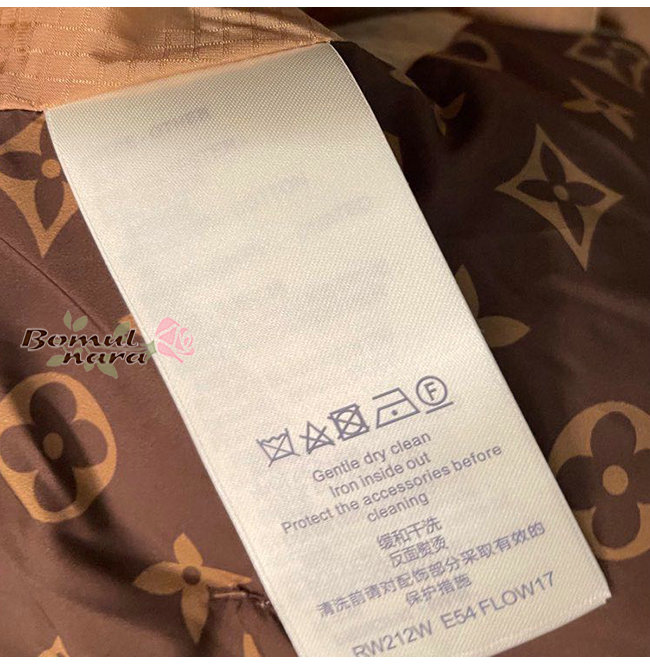 Bomul
nara
F
Gentle dry clean
Iron inside out
Protect the accessories before
cleaning
缓和干洗
反面熨烫
清洗前请对配饰部分采取有效的
保护措施
RW212W E54 FLOW17